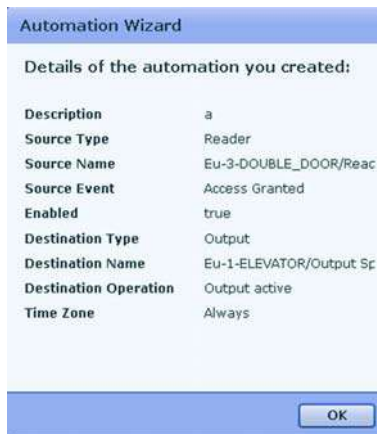 Automation Wizard
Details of the automation you created:
Description a
Source Type Reader
Source Name Eu-3-DOUBLE_DOOR/Reac
Source Event Access Granted
Enabled true
Destination Type Output
Destination Name Eu-1-ELEVATOR/Output Sp
Destination Operation Output active
Time Zone Always
OK